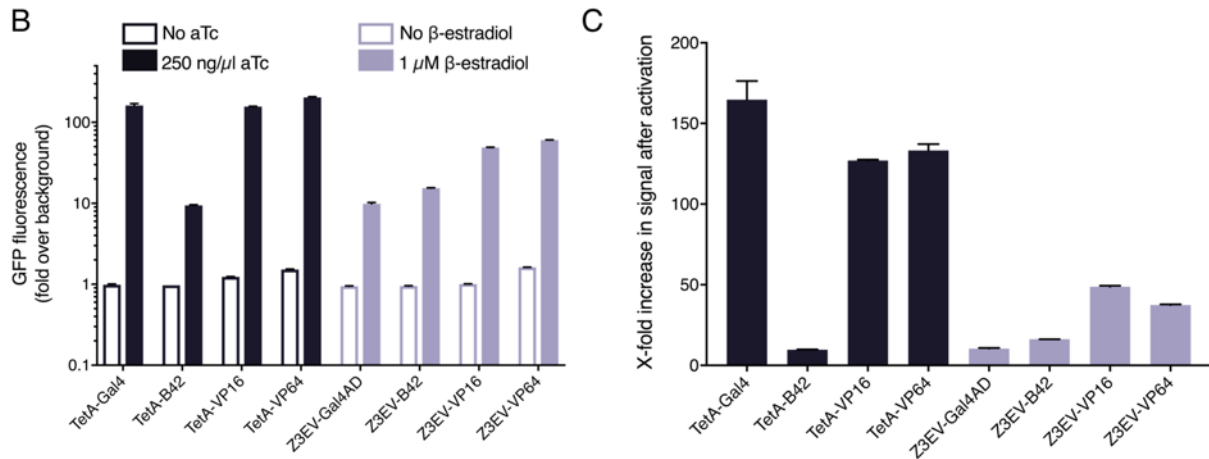 B
No aTc
250 ng/µl aTc
No β-estradiol
1 µM β-estradiol
GFP fluorescence
(fold over background)
100
10
1
0.1
TetA-Gal4
TetA-B42
TetA-VP16
TetA-VP64
Z3EV-Gal4AD
Z3EV-B42
Z3EV-VP16
Z3EV-VP64
C
X-fold increase in signal after activation
200
150
100
50
0
TetA-Gal4
TetA-B42
TetA-VP16
TetA-VP64
Z3EV-Gal4AD
Z3EV-B42
Z3EV-VP16
Z3EV-VP64